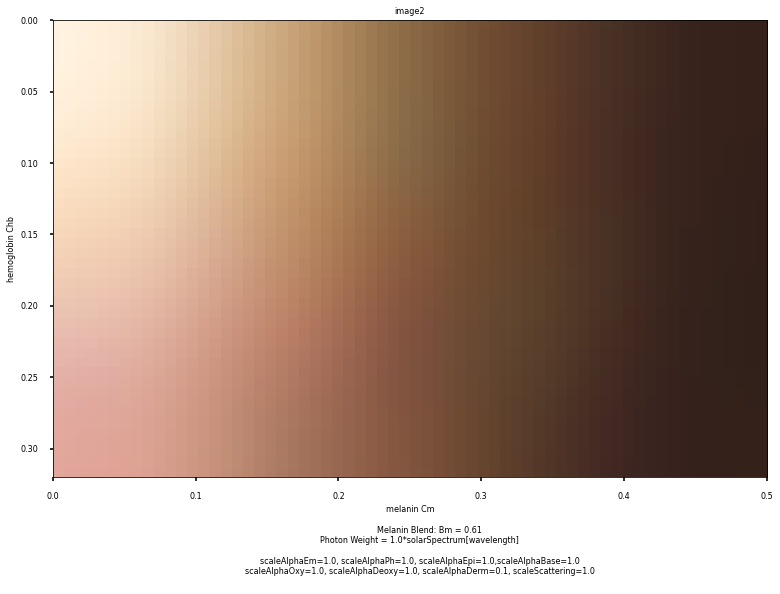 image2
0.00
0.05
0.10
0.15
0.20
0.25
0.30
hemoglobin Chb
0.0 0.1 0.2 0.3 0.4 0.5
melanin Cm
Melanin Blend: Bm = 0.61
Photon Weight = 1.0*solarSpectrum[wavelength]
scaleAlphaEm=1.0, scaleAlphaPh=1.0, scaleAlphaEpi=1.0,scaleAlphaBase=1.0
scaleAlphaOxy=1.0, scaleAlphaDeoxy=1.0, scaleAlphaDerm=0.1, scaleScattering=1.0